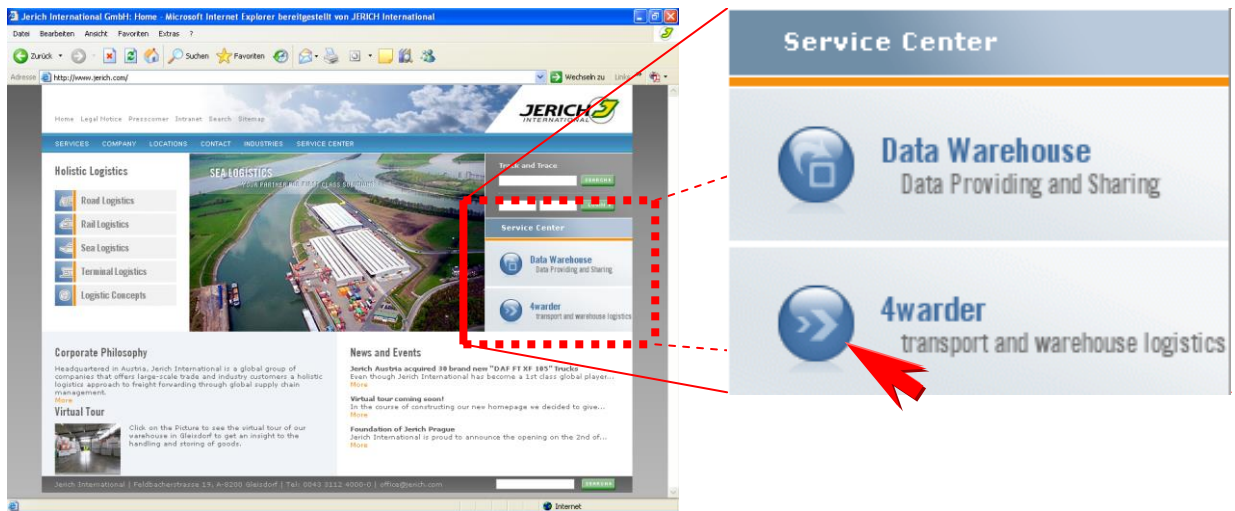 Jerich International GmbH: Home - Microsoft Internet Explorer bereitgestellt von JERICH International
Datei Bearbeiten Ansicht Favoriten Extras ?
Zurück Suchen Favoriten
Adresse http://www.jerich.com/ Wechseln zu Links »
JERICH
INTERNATIONAL
Home Legal Notice Presscorner Intranet Search Sitemap
SERVICES COMPANY LOCATIONS CONTACT INDUSTRIES SERVICE CENTER
Holistic Logistics
Road Logistics
Rail Logistics
Sea Logistics
Terminal Logistics
Logistic Concepts
SEA LOGISTICS
YOUR PARTNER FOR FIRST CLASS SOLUTIONS
Track and Trace
SEARCH
Service Center
Data Warehouse
Data Providing and Sharing
4warder
transport and warehouse logistics
Corporate Philosophy
Headquartered in Austria, Jerich International is a global group of
companies that offers large-scale trade and industry customers a holistic
logistics approach to freight forwarding through global supply chain
management.
More
Virtual Tour
Click on the Picture to see the virtual tour of our
warehouse in Gleisdorf to get an insight to the
handling and storing of goods.
News and Events
Jerich Austria acquired 30 brand new "DAF FT XF 105" Trucks
Even though Jerich International has become a 1st class global player...
More
Virtual tour coming soon!
In the course of constructing our new homepage we decided to give...
More
Foundation of Jerich Prague
Jerich International is proud to announce the opening on the 2nd of...
More
Jerich International | Feldbacherstrasse 19, A-8200 Gleisdorf | Tel: 0043 3112 4000-0 | office@jerich.com SEARCH
Internet
Service Center
Data Warehouse
Data Providing and Sharing
4warder
transport and warehouse logistics